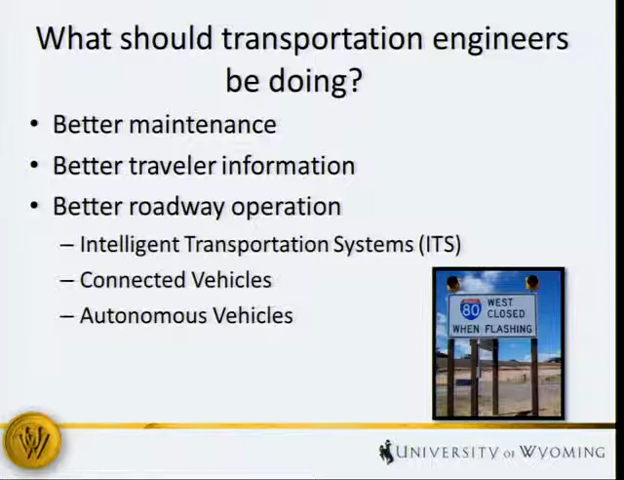 What should transportation engineers
be doing?
• Better maintenance
• Better traveler information
• Better roadway operation
– Intelligent Transportation Systems (ITS)
– Connected Vehicles
– Autonomous Vehicles
80 WEST
CLOSED
WHEN FLASHING
UW
UNIVERSITY OF WYOMING